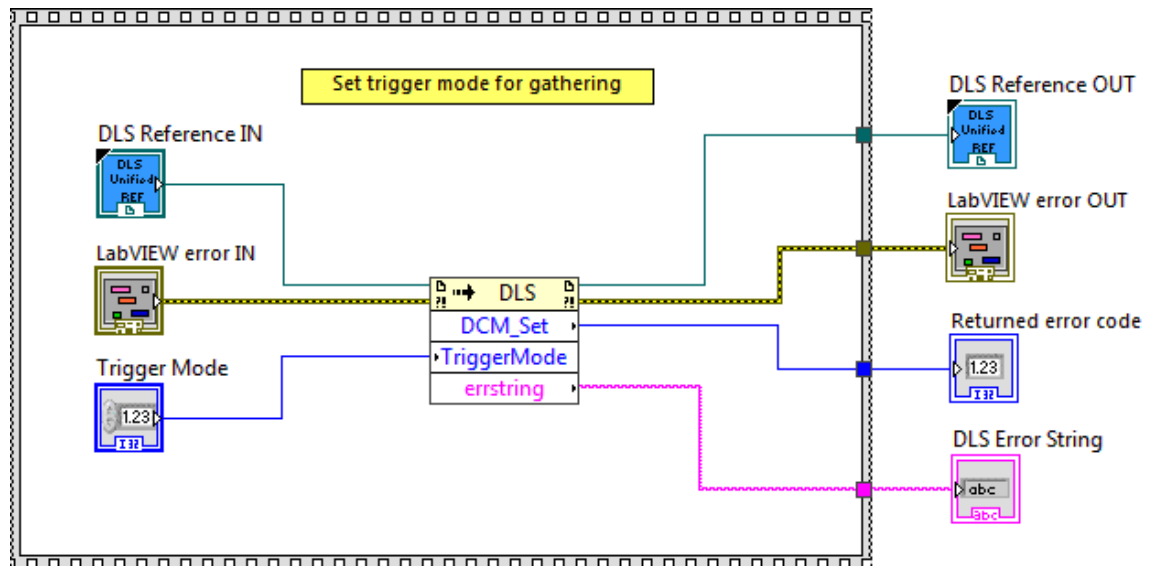 Set trigger mode for gathering
DLS Reference IN
DLS
Unified
REF
LabVIEW error IN
Trigger Mode
1.23
I32
?! DLS ?!
DCM_Set
TriggerMode
errstring
DLS Reference OUT
DLS
Unified
REF
LabVIEW error OUT
Returned error code
1.23
I32
DLS Error String
abc
abc